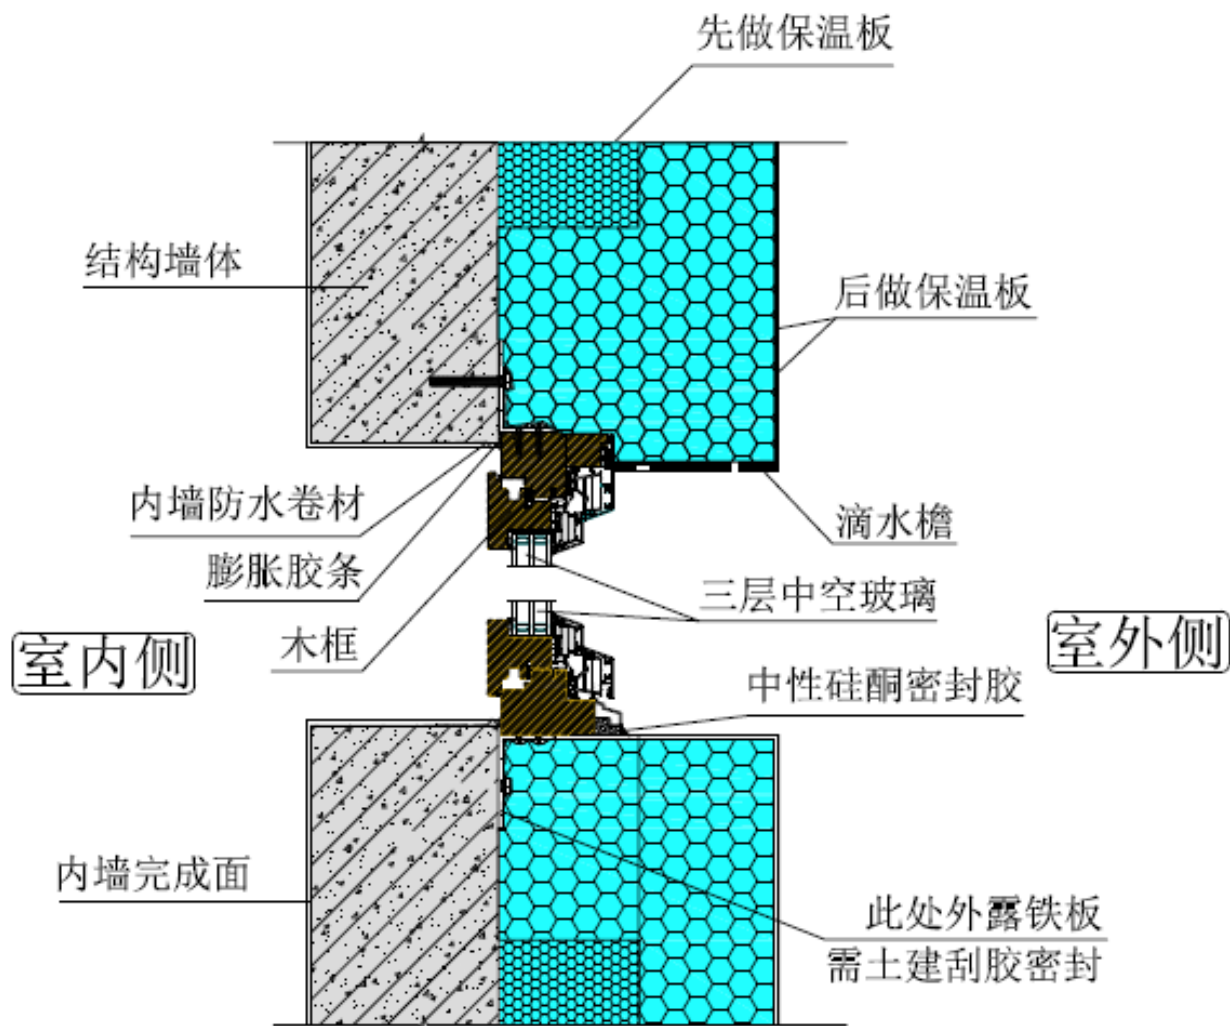 先做保温板
结构墙体
后做保温板
内墙防水卷材
滴水檐
膨胀胶条
三层中空玻璃
木框
室内侧
室外侧
中性硅酮密封胶
内墙完成面
此处外露铁板
需土建刮胶密封